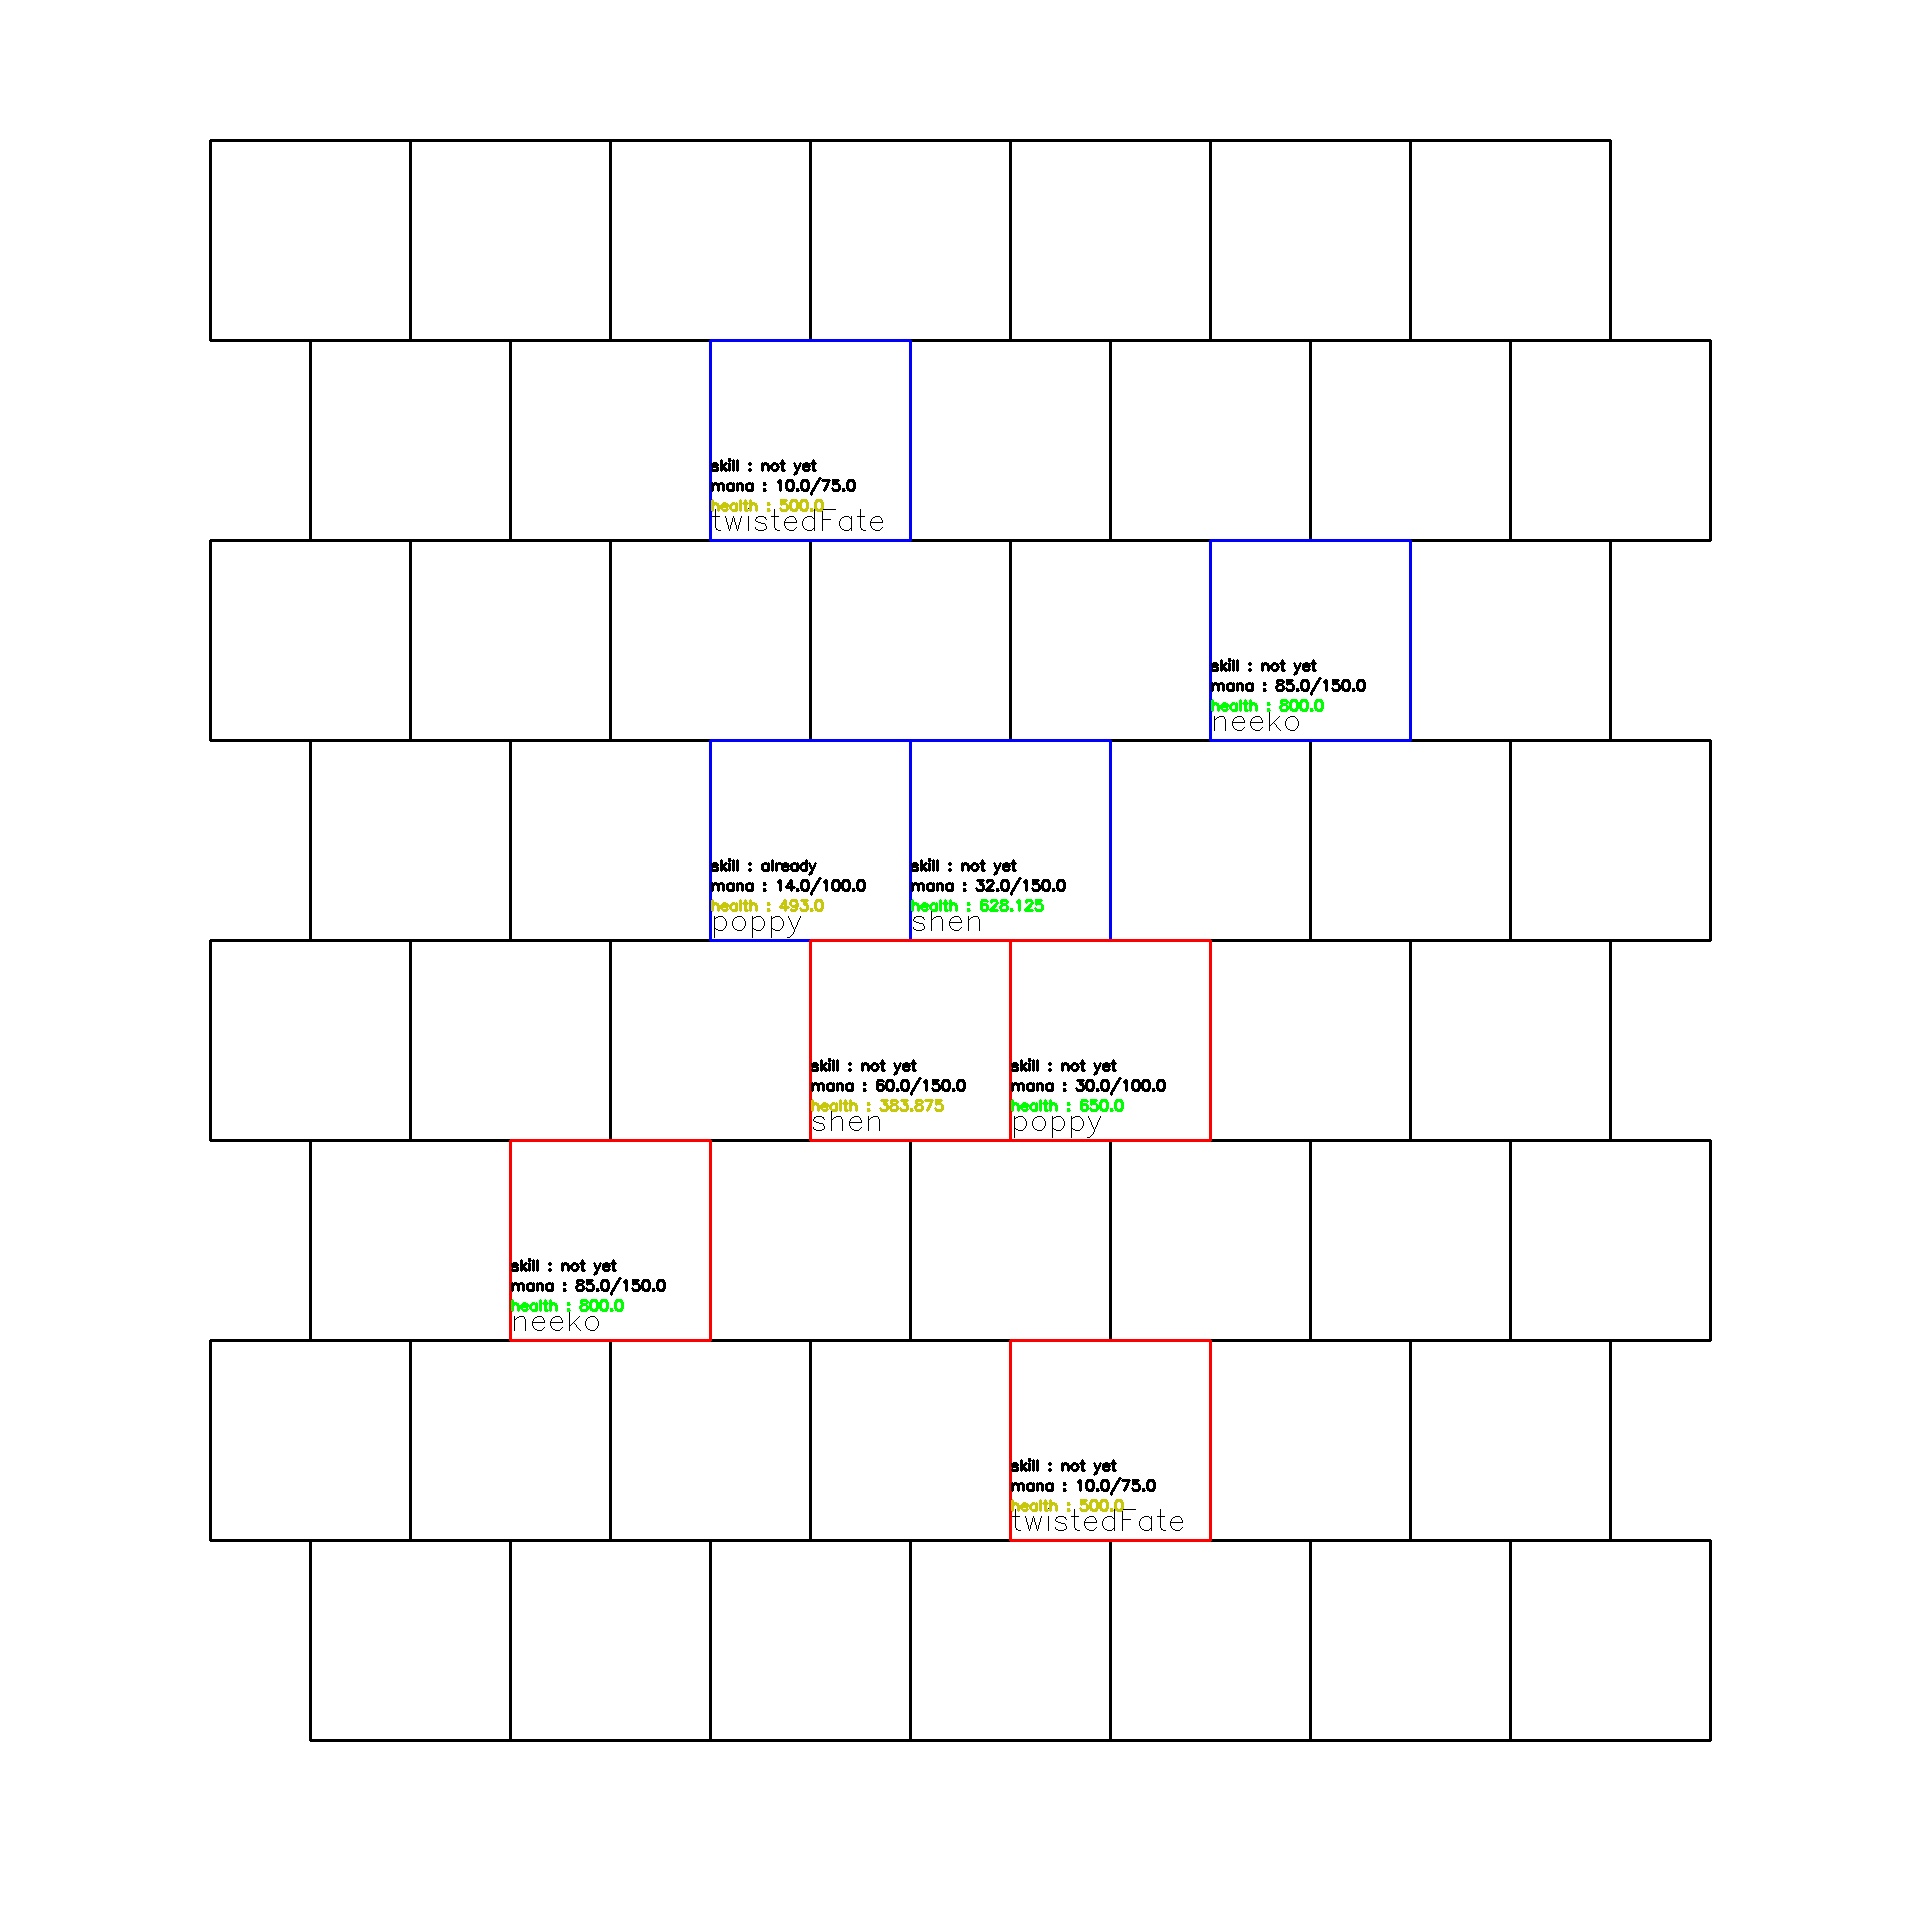 skill : not yet
mana : 10.0/75.0
health : 500.0
twistedFate
skill : not yet
mana : 85.0/150.0
health : 800.0
neeko
skill : already
mana : 14.0/100.0
health : 493.0
poppy
skill : not yet
mana : 32.0/150.0
health : 628.125
shen
skill : not yet
mana : 60.0/150.0
health : 383.875
shen
skill : not yet
mana : 30.0/100.0
health : 650.0
poppy
skill : not yet
mana : 85.0/150.0
health : 800.0
neeko
skill : not yet
mana : 10.0/75.0
health : 500.0
twistedFate